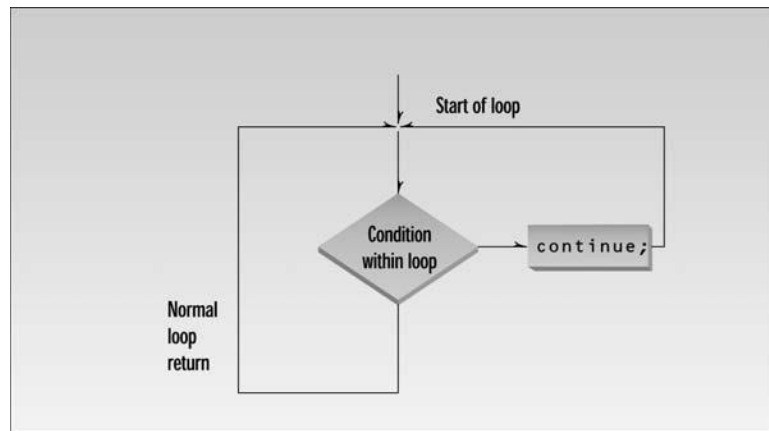 Start of loop
Condition
within loop
continue;
Normal
loop
return